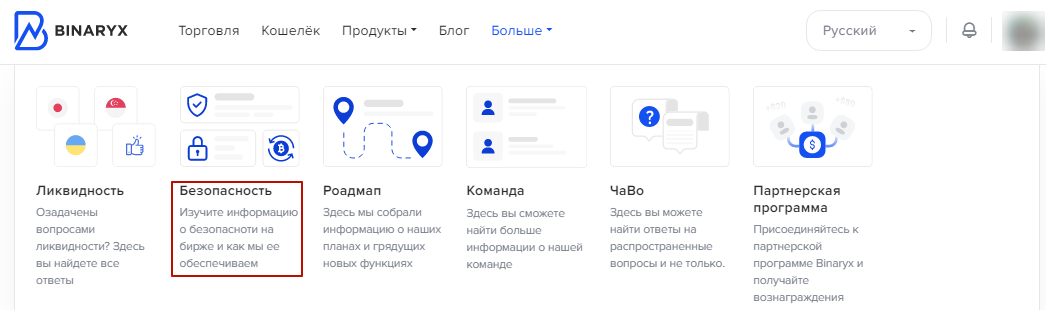 BINARYX
Торговля
Кошелёк
Продукты
Блог
Больше
Русский
Ликвидность
Озадачены
вопросами
ликвидности? Здесь
вы найдете все
ответы
Безопасность
Изучите информацию
о безопасноти на
бирже и как мы ее
обеспечиваем
Роадмап
Здесь мы собрали
информацию о наших
планах и грядущих
новых функциях
Команда
Здесь вы сможете
найти больше
информации о нашей
команде
?
ЧаВо
Здесь вы можете
найти ответы на
распространенные
вопросы и не только.
+$30
$
Партнерская
программа
Присоединяйтесь к
партнерской
программе Binaryx и
получайте
вознаграждения